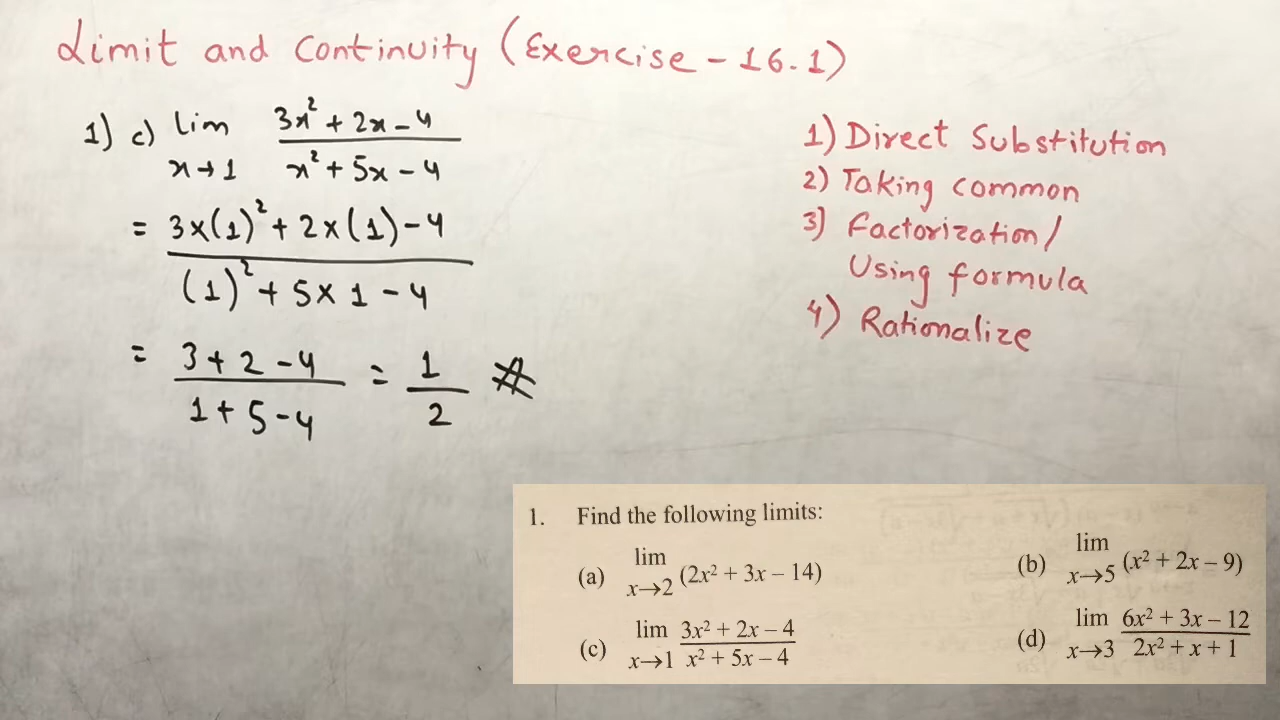 Limit and Continuity (Exercise - 16.1)
1) c) lim 3x² + 2x - 4
x→1 x² + 5x - 4
= 3×(1)² + 2×(1) - 4
(1)² + 5×1 - 4
= 3 + 2 - 4 = 1 #
1 + 5 - 4 2
1) Direct Substitution
2) Taking common
3) Factorization/
Using formula
4) Rationalize
1. Find the following limits:
(a) lim x→2 (2x² + 3x – 14)
(b) lim x→5 (x² + 2x – 9)
(c) lim 3x² + 2x – 4
x→1 x² + 5x – 4
(d) lim 6x² + 3x – 12
x→3 2x² + x + 1